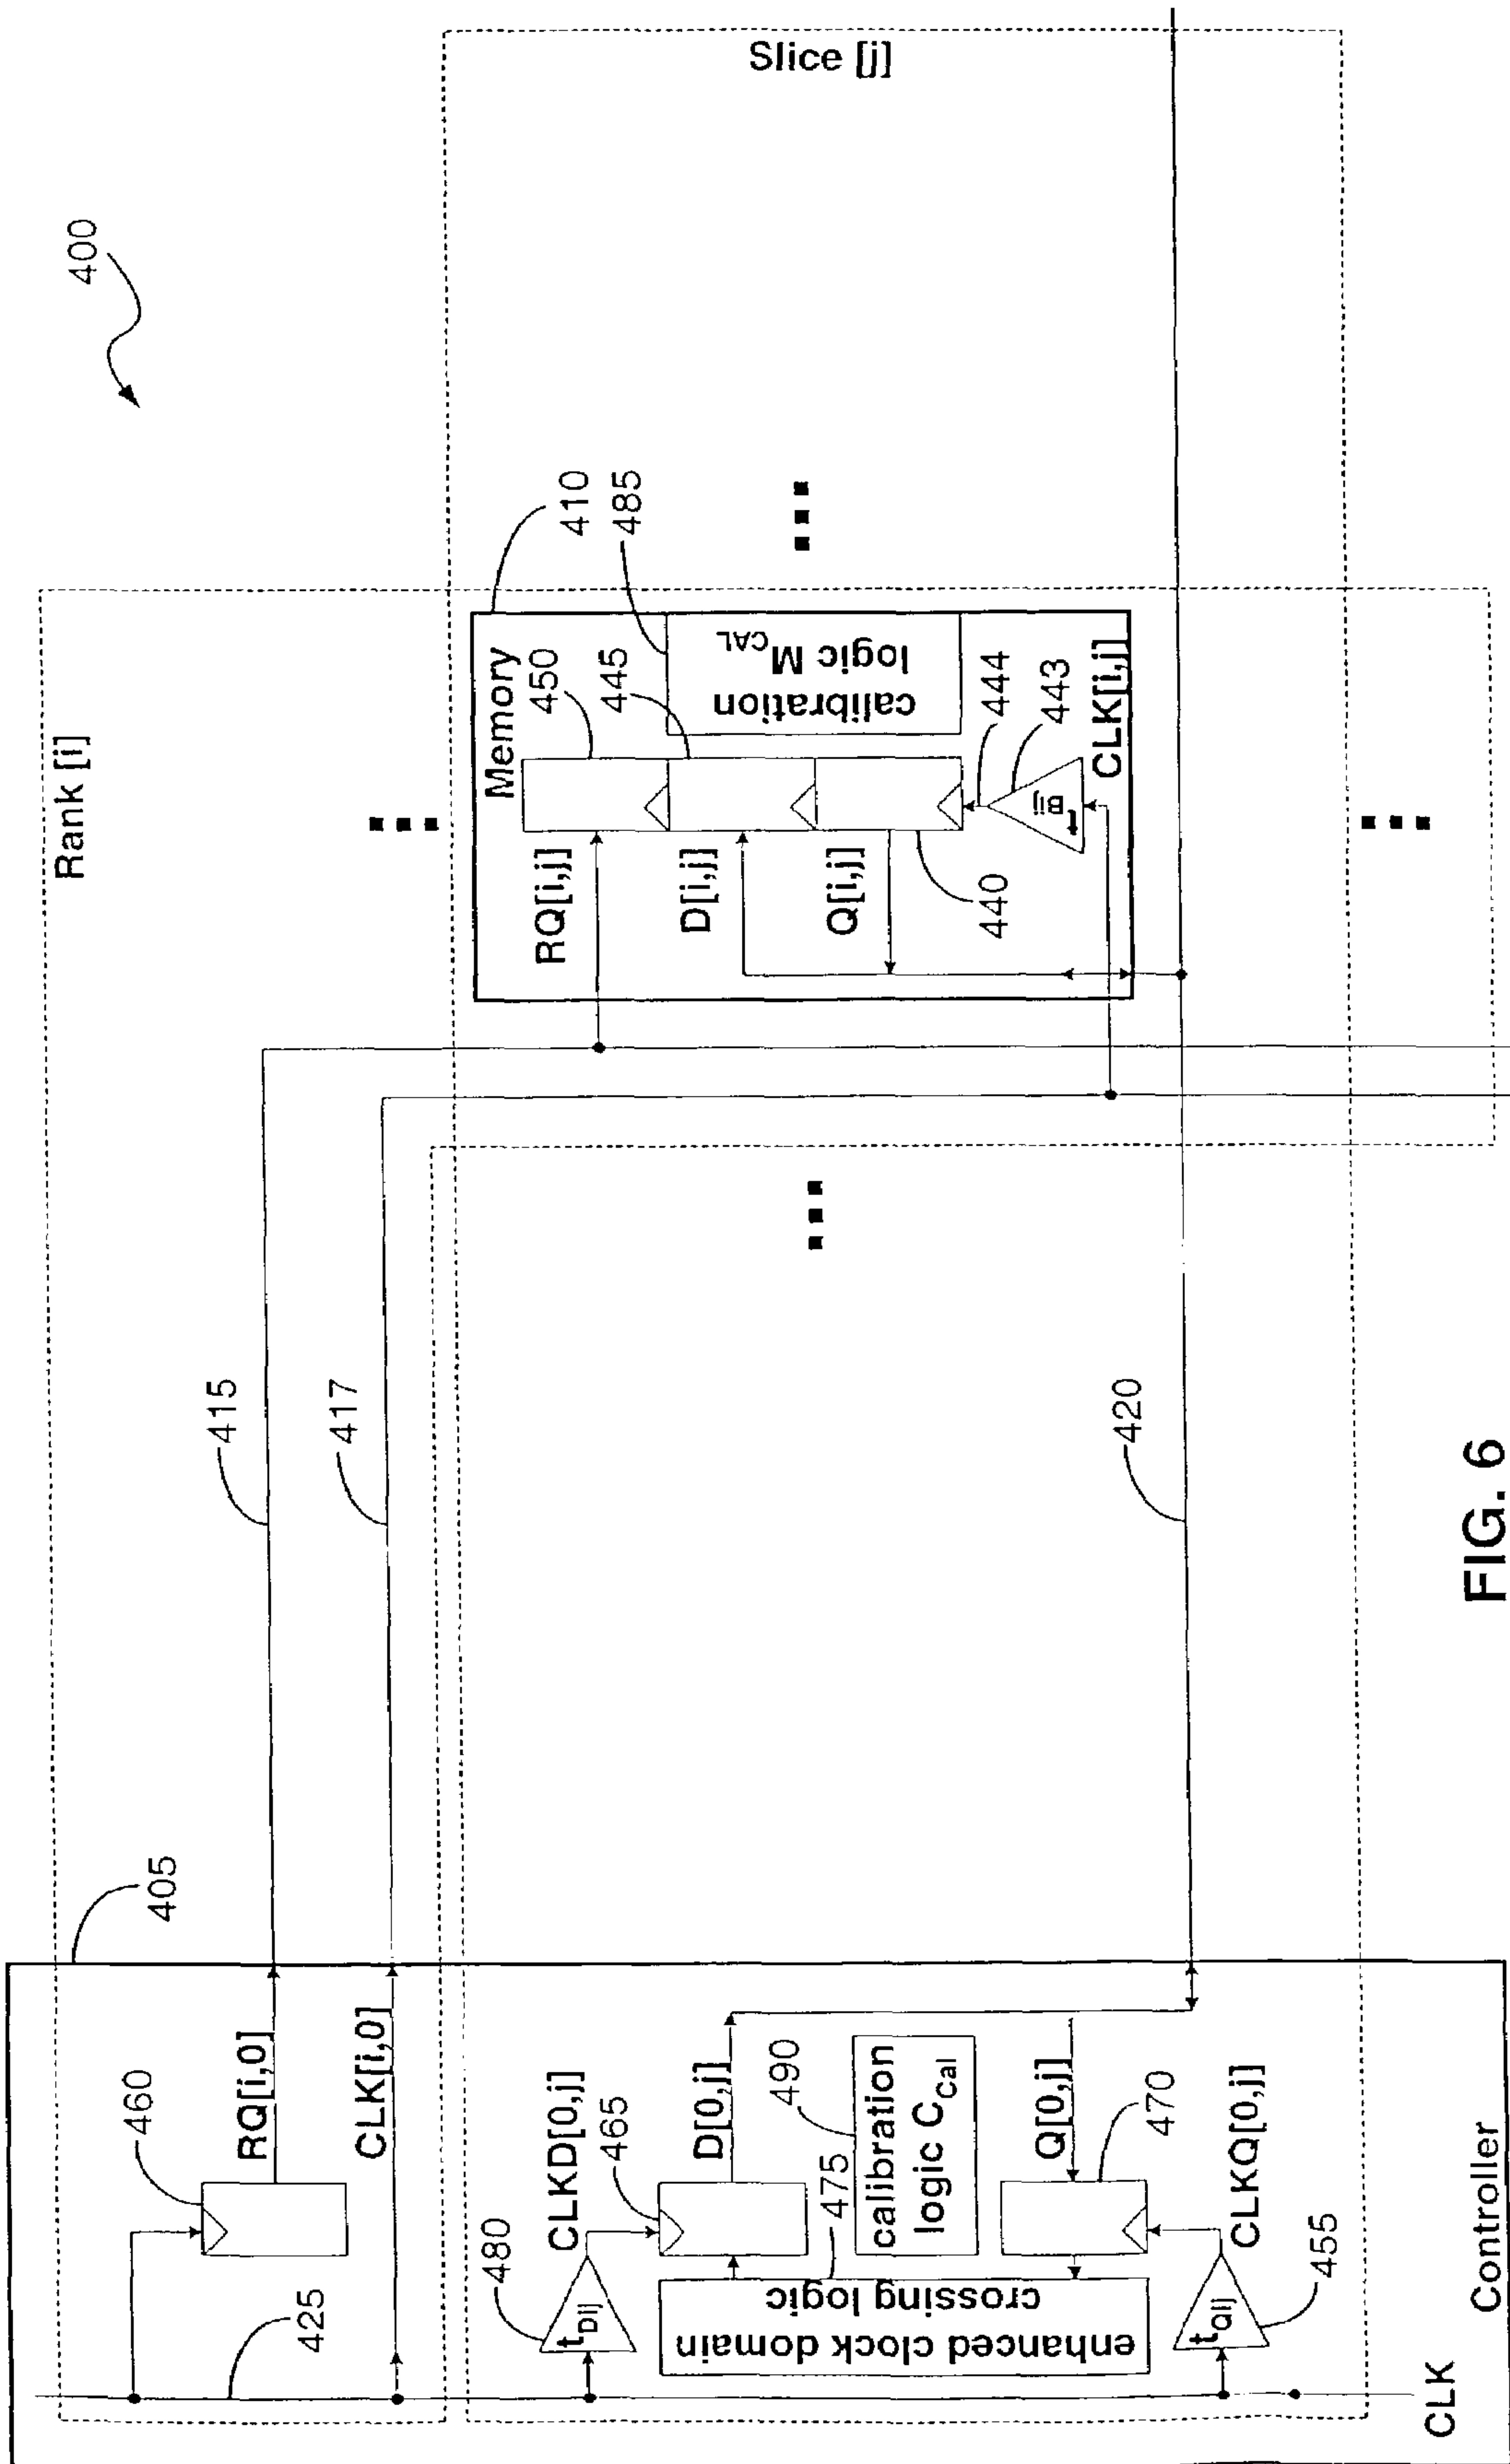 400
Rank [i]
Slice [j]
415
417
405
460
RQ[i,0]
CLK[i,0]
425
480
CLKD[0,j]
465
D[0,j]
490
475
calibration
logic C_Cal
enhanced clock domain
crossing logic
Q[0,j]
470
CLKQ[0,j]
455
t_Dij
t_Qij
CLK
Controller
420
Memory
450
445
410
485
calibration
logic M_CAL
RQ[i,j]
D[i,j]
Q[i,j]
440
444
443
t_Bij
CLK[i,j]
FIG. 6